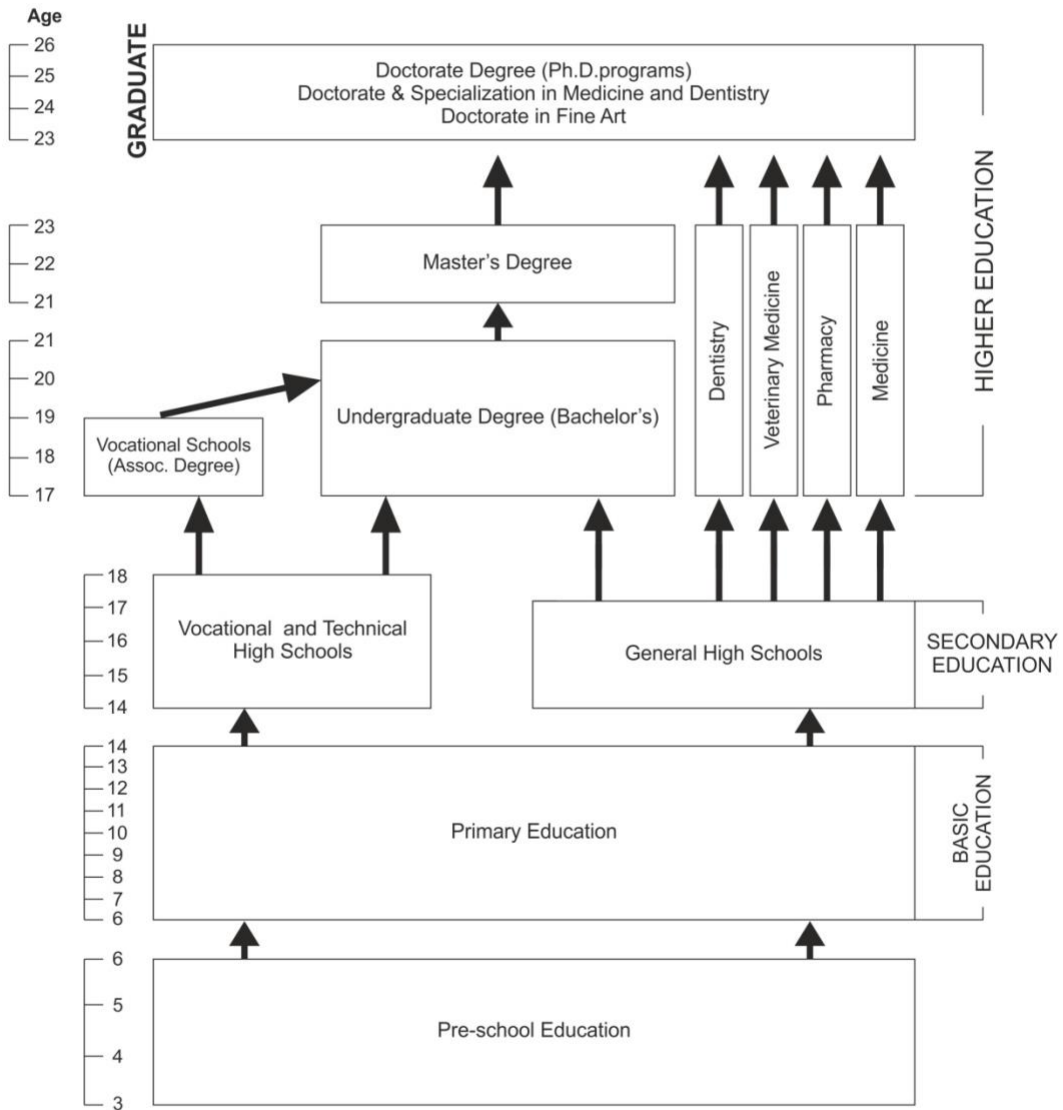 Age
GRADUATE
26
25
24
23
Doctorate Degree (Ph.D.programs)
Doctorate & Specialization in Medicine and Dentistry
Doctorate in Fine Art
HIGHER EDUCATION
23
22
21
Master's Degree
21
20
19
18
17
Undergraduate Degree (Bachelor's)
Vocational Schools
(Assoc. Degree)
Dentistry
Veterinary Medicine
Pharmacy
Medicine
18
17
16
15
14
Vocational and Technical
High Schools
General High Schools
SECONDARY
EDUCATION
14
13
12
11
10
9
8
7
6
Primary Education
BASIC
EDUCATION
6
5
4
3
Pre-school Education